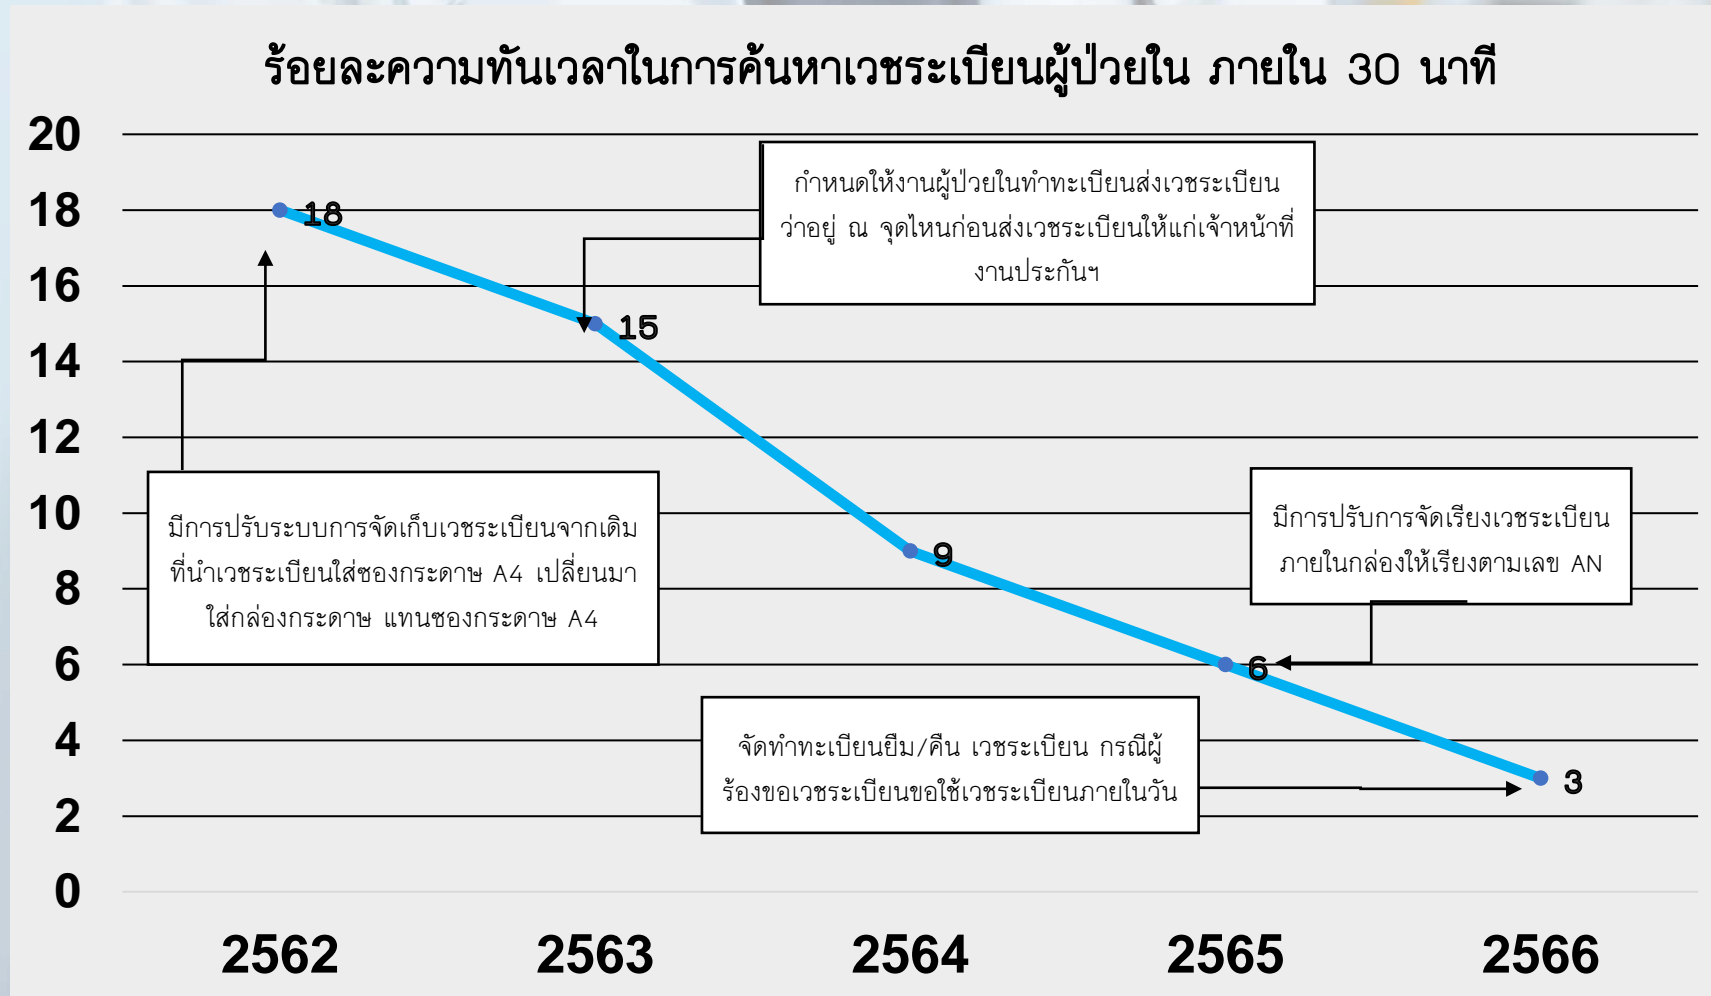 ร้อยละความทันเวลาในการค้นหาเวชระเบียนผู้ป่วยใน ภายใน 30 นาที
20
18
16
14
12
10
8
6
4
2
0
18
15
9
6
3
กำหนดให้งานผู้ป่วยในทำทะเบียนส่งเวชระเบียน
ว่าอยู่ ณ จุดไหนก่อนส่งเวชระเบียนให้แก่เจ้าหน้าที่
งานประกันฯ
มีการปรับระบบการจัดเก็บเวชระเบียนจากเดิม
ที่นำเวชระเบียนใส่ซองกระดาษ A4 เปลี่ยนมา
ใส่กล่องกระดาษ แทนซองกระดาษ A4
มีการปรับการจัดเรียงเวชระเบียน
ภายในกล่องให้เรียงตามเลข AN
จัดทำทะเบียนยืม/คืน เวชระเบียน กรณีผู้
ร้องขอเวชระเบียนขอใช้เวชระเบียนภายในวัน
2562
2563
2564
2565
2566